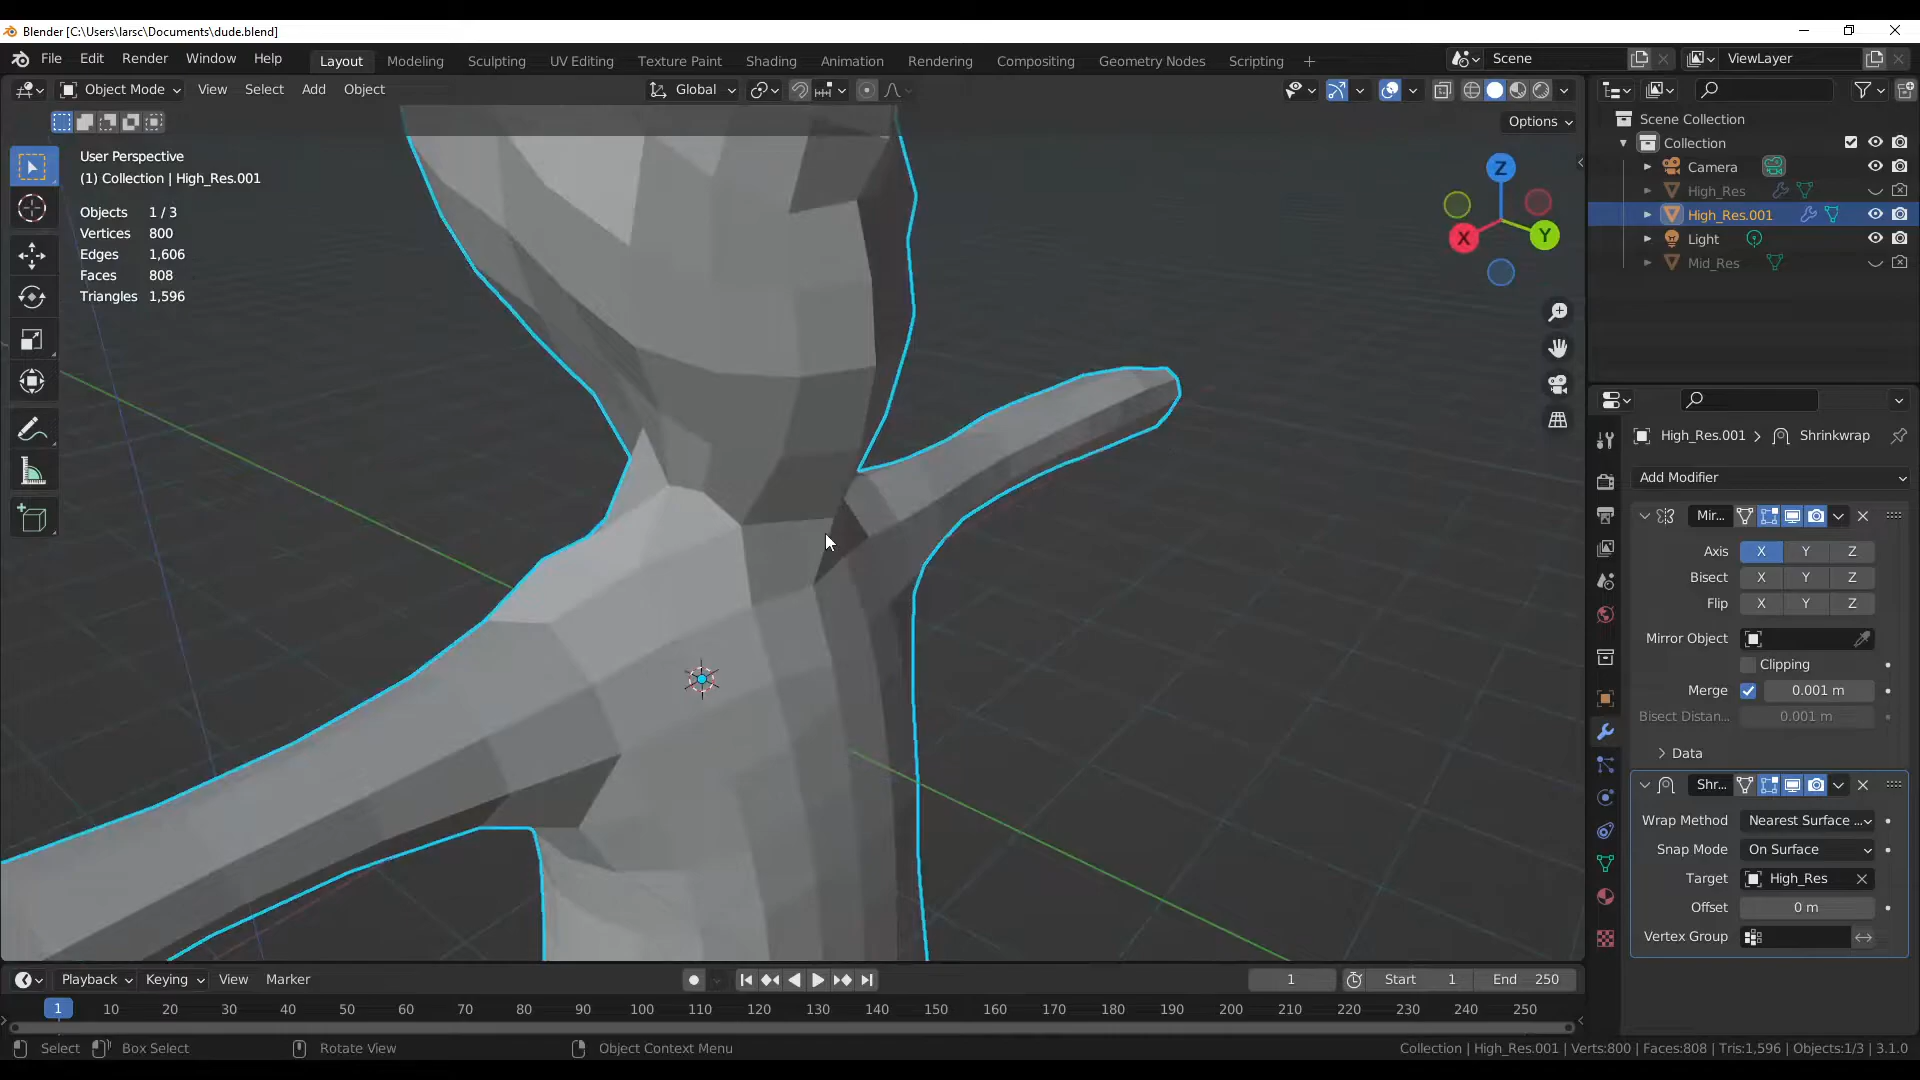 Blender [C:\Users\larsc\Documents\dude.blend]
File Edit Render Window Help
Layout Modeling Sculpting UV Editing Texture Paint Shading Animation Rendering Compositing Geometry Nodes Scripting +
Scene
ViewLayer
Object Mode View Select Add Object
Global
Options
User Perspective
(1) Collection | High_Res.001
Objects 1 / 3
Vertices 800
Edges 1,606
Faces 808
Triangles 1,596
Z
X
Y
Scene Collection
Collection
Camera
High_Res
High_Res.001
Light
Mid_Res
High_Res.001 > Shrinkwrap
Add Modifier
Mir...
Axis X Y Z
Bisect X Y Z
Flip X Y Z
Mirror Object
Clipping
Merge 0.001 m
Bisect Distan... 0.001 m
Data
Shr...
Wrap Method Nearest Surface ...
Snap Mode On Surface
Target High_Res
Offset 0 m
Vertex Group
Playback Keying View Marker
1 Start 1 End 250
1 10 20 30 40 50 60 70 80 90 100 110 120 130 140 150 160 170 180 190 200 210 220 230 240 250
Select Box Select Rotate View Object Context Menu
Collection | High_Res.001 | Verts:800 | Faces:808 | Tris:1,596 | Objects:1/3 | 3.1.0